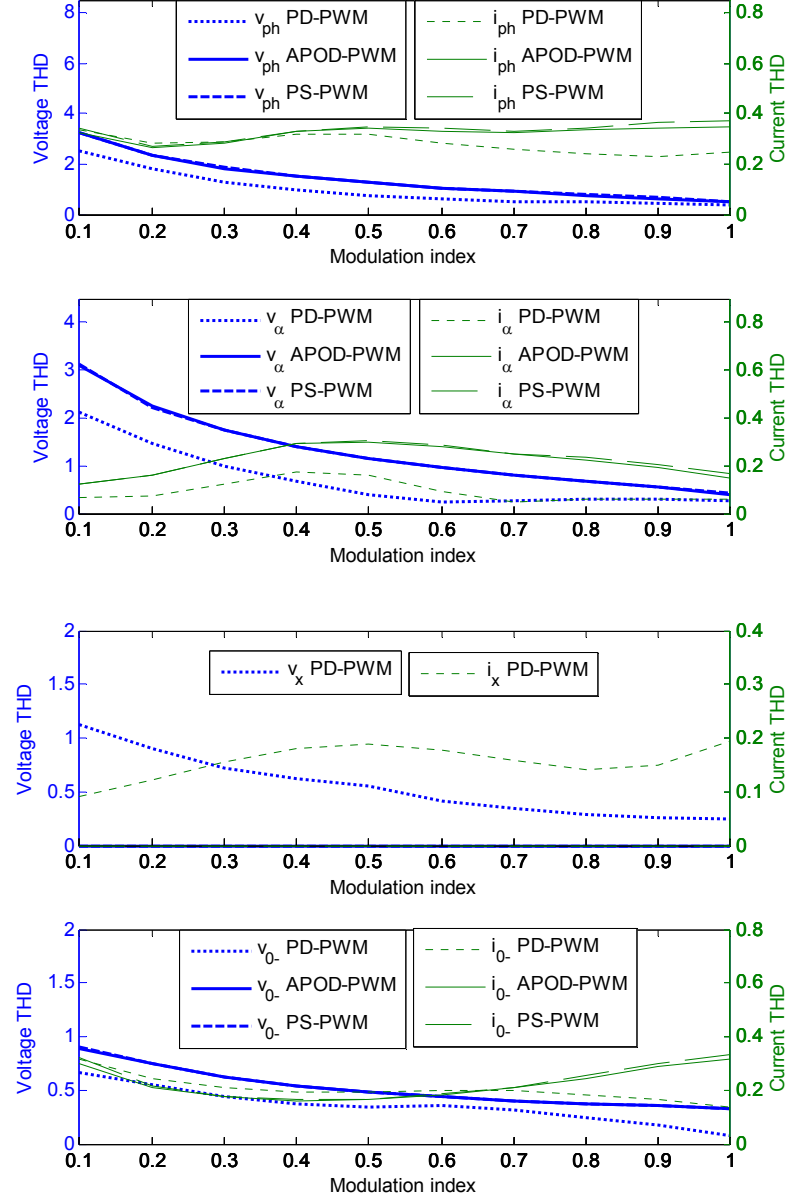 8
6
4
2
0
Voltage THD
v_ph PD-PWM
v_ph APOD-PWM
v_ph PS-PWM
i_ph PD-PWM
i_ph APOD-PWM
i_ph PS-PWM
0.8
0.6
0.4
0.2
0
Current THD
0.1 0.2 0.3 0.4 0.5 0.6 0.7 0.8 0.9 1
Modulation index
4
3
2
1
0
Voltage THD
v_α PD-PWM
v_α APOD-PWM
v_α PS-PWM
i_α PD-PWM
i_α APOD-PWM
i_α PS-PWM
0.8
0.6
0.4
0.2
0
Current THD
0.1 0.2 0.3 0.4 0.5 0.6 0.7 0.8 0.9 1
Modulation index
2
1.5
1
0.5
0
Voltage THD
v_x PD-PWM
i_x PD-PWM
0.4
0.3
0.2
0.1
0
Current THD
0.1 0.2 0.3 0.4 0.5 0.6 0.7 0.8 0.9 1
Modulation index
2
1.5
1
0.5
0
Voltage THD
v_0- PD-PWM
v_0- APOD-PWM
v_0- PS-PWM
i_0- PD-PWM
i_0- APOD-PWM
i_0- PS-PWM
0.8
0.6
0.4
0.2
0
Current THD
0.1 0.2 0.3 0.4 0.5 0.6 0.7 0.8 0.9 1
Modulation index